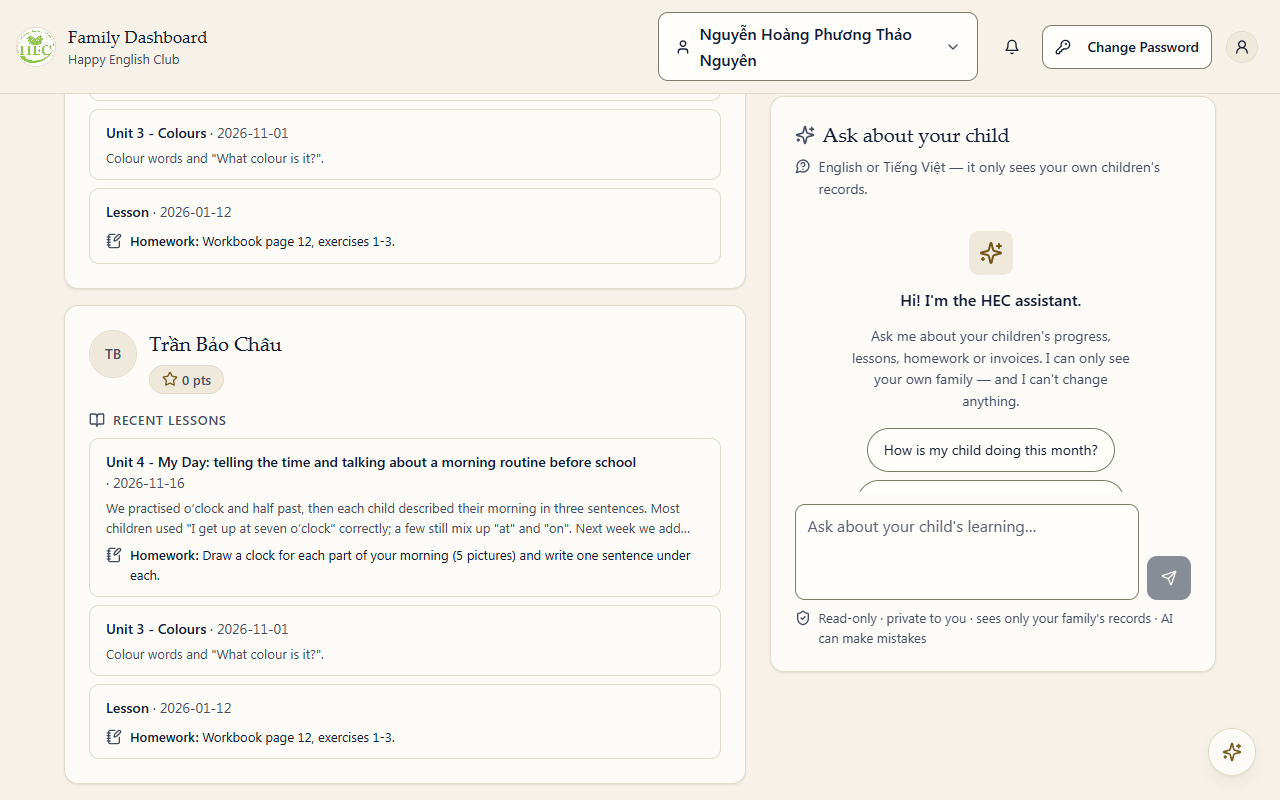 HEC
Family Dashboard
Happy English Club
Nguyễn Hoàng Phương Thảo
Nguyên
Change Password
Unit 3 - Colours · 2026-11-01
Colour words and "What colour is it?".
Lesson · 2026-01-12
Homework: Workbook page 12, exercises 1-3.
TB
Trần Bảo Châu
0 pts
RECENT LESSONS
Unit 4 - My Day: telling the time and talking about a morning routine before school
· 2026-11-16
We practised o’clock and half past, then each child described their morning in three sentences. Most
children used "I get up at seven o’clock" correctly; a few still mix up "at" and "on". Next week we add...
Homework: Draw a clock for each part of your morning (5 pictures) and write one sentence under
each.
Unit 3 - Colours · 2026-11-01
Colour words and "What colour is it?".
Lesson · 2026-01-12
Homework: Workbook page 12, exercises 1-3.
Ask about your child
English or Tiếng Việt — it only sees your own children's
records.
Hi! I'm the HEC assistant.
Ask me about your children's progress,
lessons, homework or invoices. I can only see
your own family — and I can't change
anything.
How is my child doing this month?
Ask about your child's learning...
Read-only · private to you · sees only your family's records · AI
can make mistakes